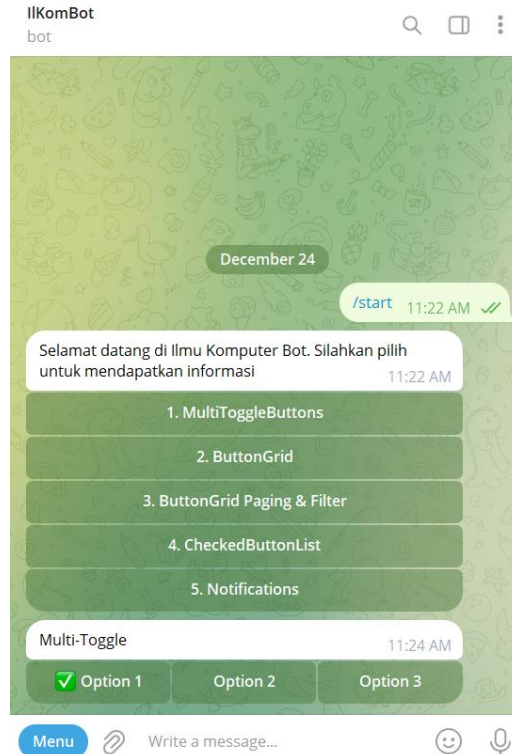 IlKomBot
bot
December 24
/start 11:22 AM
Selamat datang di Ilmu Komputer Bot. Silahkan pilih
untuk mendapatkan informasi 11:22 AM
1. MultiToggleButtons
2. ButtonGrid
3. ButtonGrid Paging & Filter
4. CheckedButtonList
5. Notifications
Multi-Toggle 11:24 AM
✅ Option 1 Option 2 Option 3
Menu Write a message...